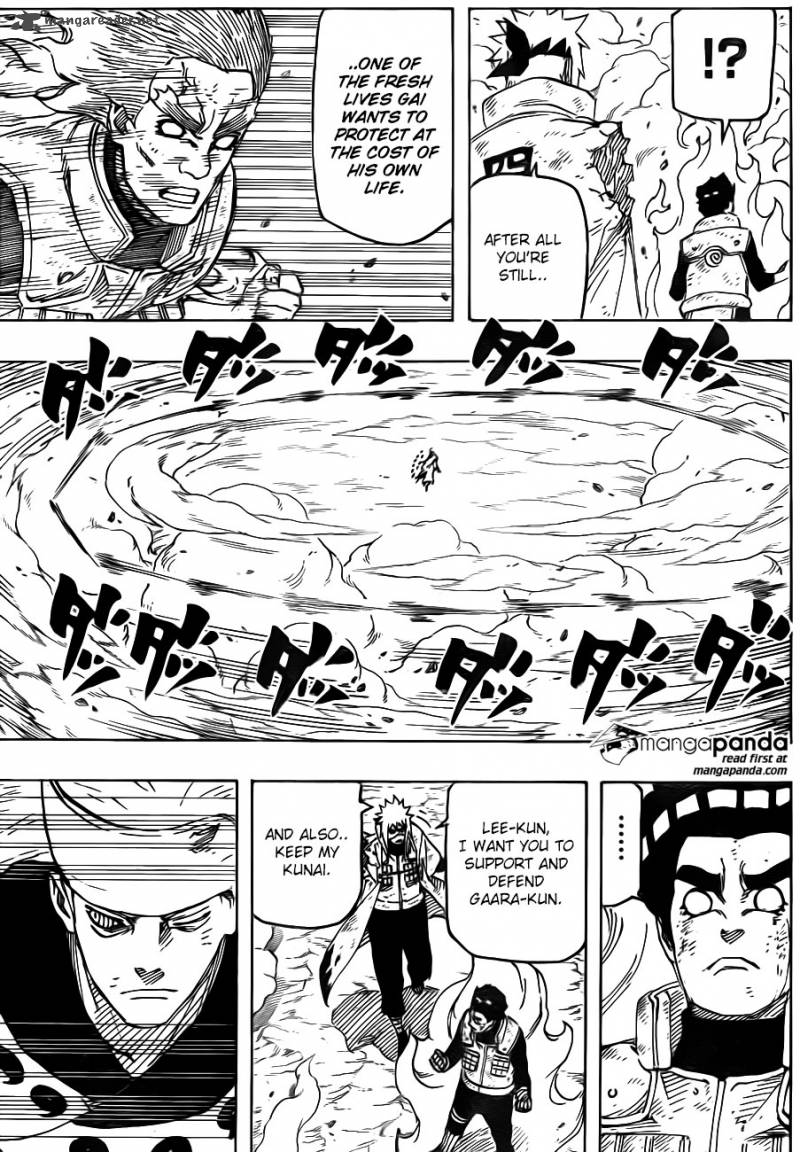 mangareader.net
!?
AFTER ALL
YOU'RE
STILL..
..ONE OF
THE FRESH
LIVES GAI
WANTS TO
PROTECT AT
THE COST OF
HIS OWN
LIFE.
四
ダッ
ダッ
ダッ
ダッ
ダッ
ダッ
ダッ
ダッ
ダッ
ダッ
ダッ
mangapanda
read first at
mangapanda.com
......
LEE-KUN,
I WANT YOU TO
SUPPORT AND
DEFEND
GAARA-KUN.
AND ALSO..
KEEP MY
KUNAI.